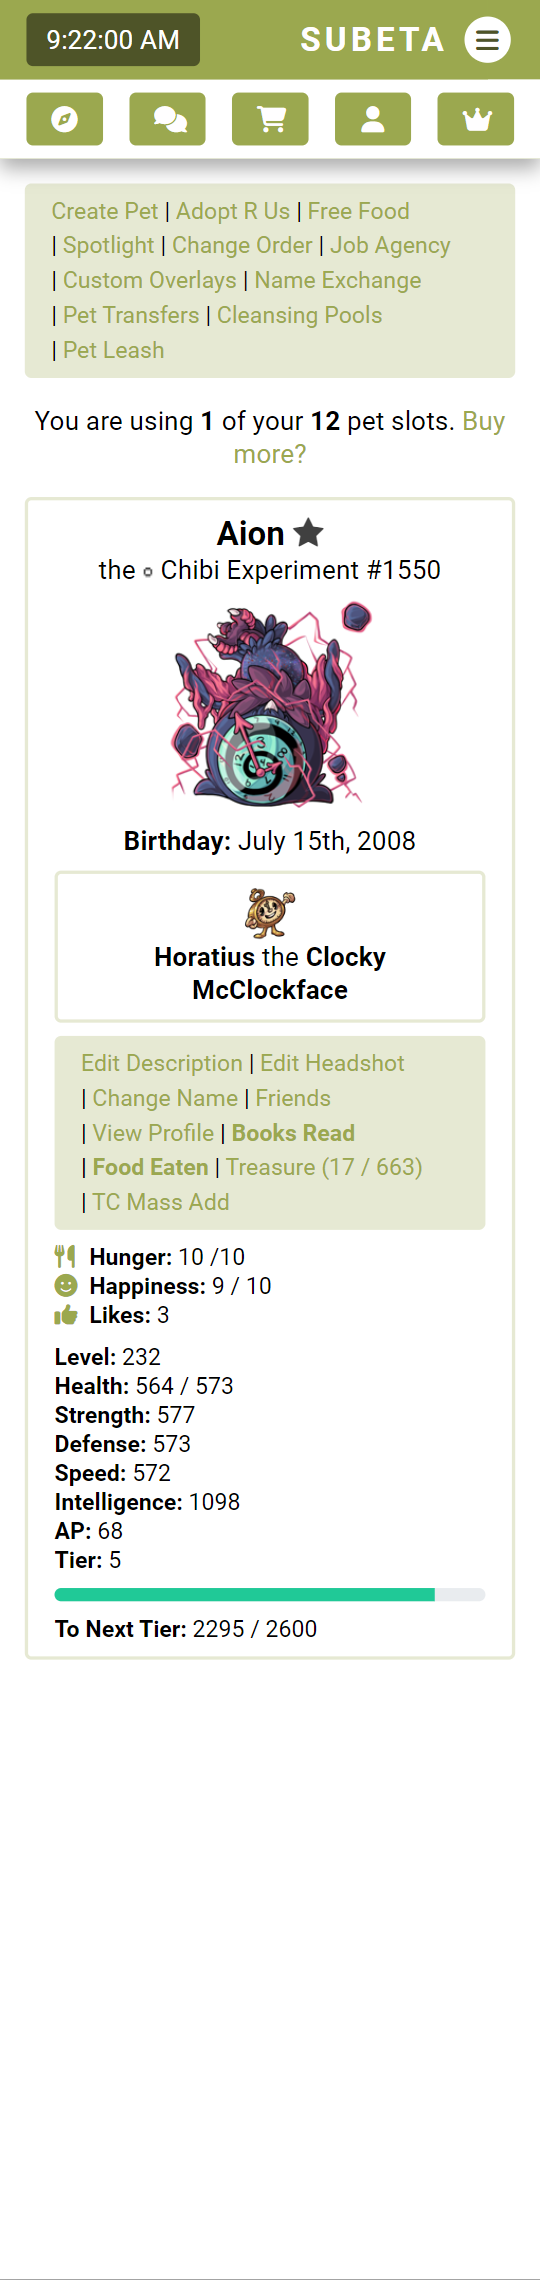 9:22:00 AM
SUBETA
Create Pet | Adopt R Us | Free Food
| Spotlight | Change Order | Job Agency
| Custom Overlays | Name Exchange
| Pet Transfers | Cleansing Pools
| Pet Leash
You are using 1 of your 12 pet slots. Buy
more?
Aion
the Chibi Experiment #1550
Birthday: July 15th, 2008
Horatius the Clocky
McClockface
Edit Description | Edit Headshot
| Change Name | Friends
| View Profile | Books Read
| Food Eaten | Treasure (17 / 663)
| TC Mass Add
Hunger: 10 /10
Happiness: 9 / 10
Likes: 3
Level: 232
Health: 564 / 573
Strength: 577
Defense: 573
Speed: 572
Intelligence: 1098
AP: 68
Tier: 5
To Next Tier: 2295 / 2600